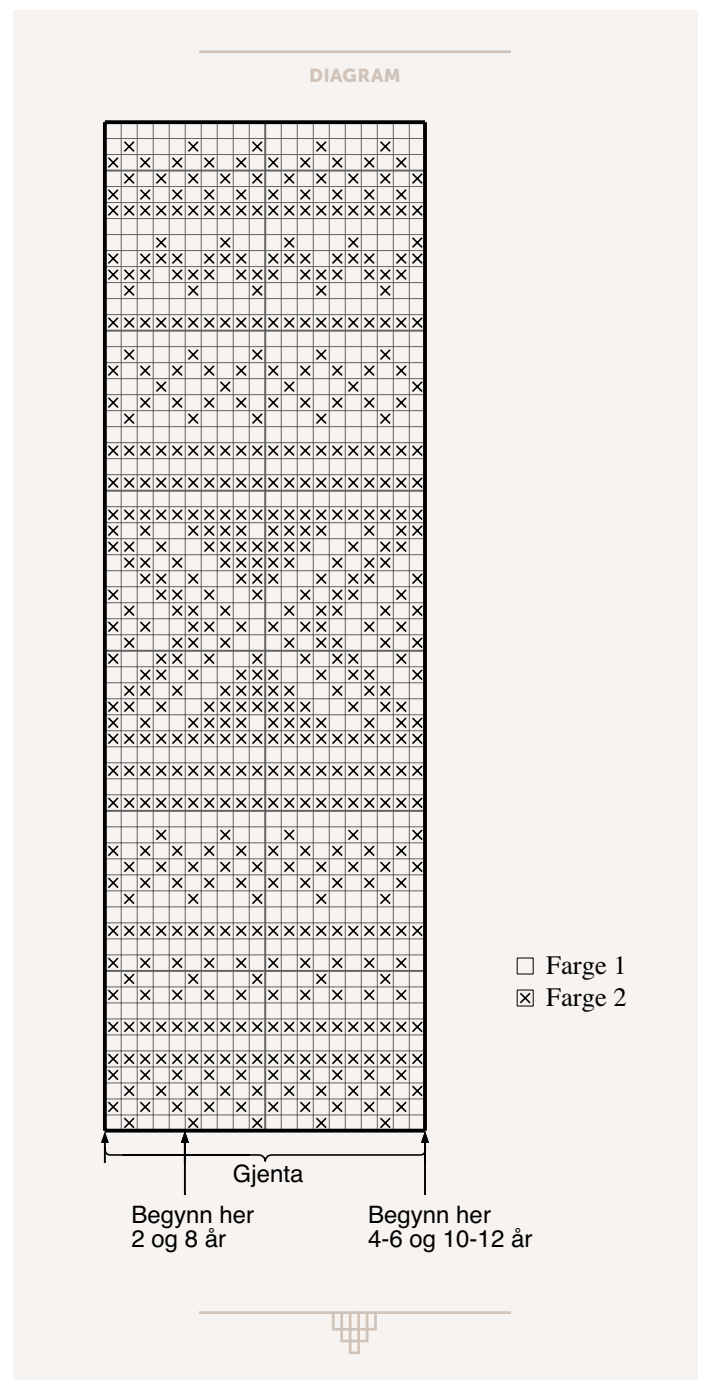 DIAGRAM
Farge 1
Farge 2
Gjenta
Begynn her
2 og 8 år
Begynn her
4-6 og 10-12 år